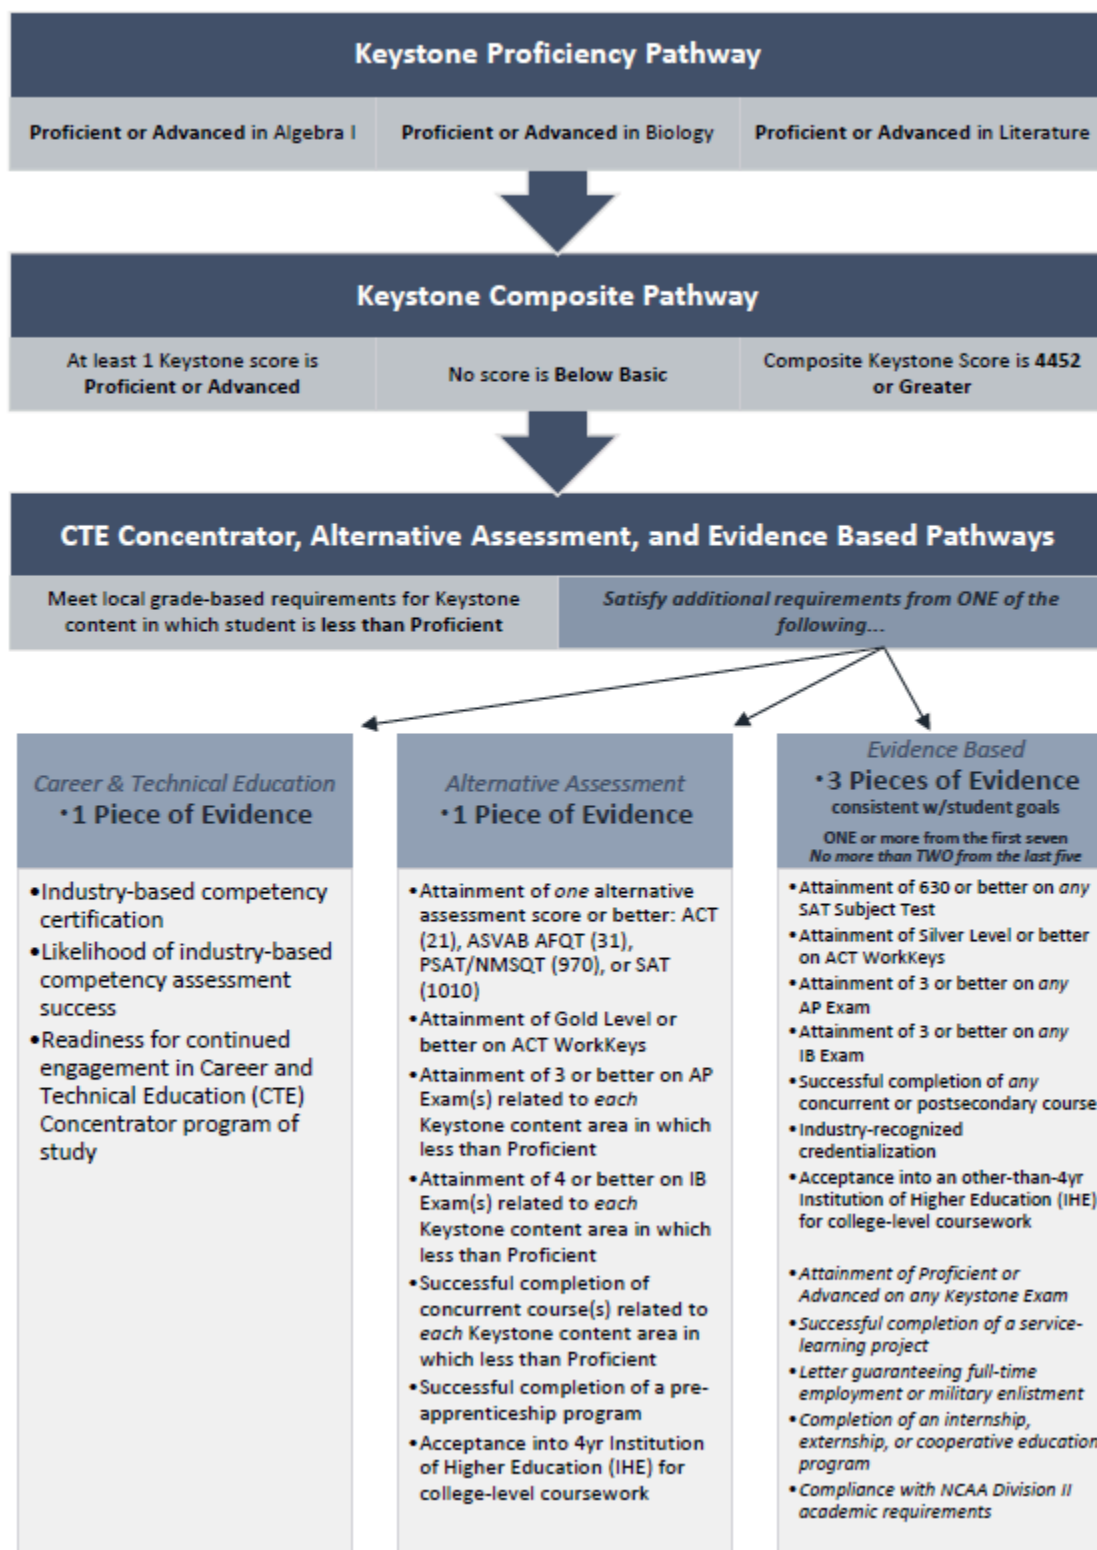 Keystone Proficiency Pathway
Proficient or Advanced in Algebra I
Proficient or Advanced in Biology
Proficient or Advanced in Literature
Keystone Composite Pathway
At least 1 Keystone score is
Proficient or Advanced
No score is Below Basic
Composite Keystone Score is 4452
or Greater
CTE Concentrator, Alternative Assessment, and Evidence Based Pathways
Meet local grade-based requirements for Keystone
content in which student is less than Proficient
Satisfy additional requirements from ONE of the
following...
Career & Technical Education
•1 Piece of Evidence
•Industry-based competency
certification
•Likelihood of industry-based
competency assessment
success
•Readiness for continued
engagement in Career and
Technical Education (CTE)
Concentrator program of
study
Alternative Assessment
•1 Piece of Evidence
•Attainment of one alternative
assessment score or better: ACT
(21), ASVAB AFQT (31),
PSAT/NMSQT (970), or SAT
(1010)
•Attainment of Gold Level or
better on ACT WorkKeys
•Attainment of 3 or better on AP
Exam(s) related to each
Keystone content area in which
less than Proficient
•Attainment of 4 or better on IB
Exam(s) related to each
Keystone content area in which
less than Proficient
•Successful completion of
concurrent course(s) related to
each Keystone content area in
which less than Proficient
•Successful completion of a pre-
apprenticeship program
•Acceptance into 4yr Institution
of Higher Education (IHE) for
college-level coursework
Evidence Based
•3 Pieces of Evidence
consistent w/student goals
ONE or more from the first seven
No more than TWO from the last five
•Attainment of 630 or better on any
SAT Subject Test
•Attainment of Silver Level or better
on ACT WorkKeys
•Attainment of 3 or better on any
AP Exam
•Attainment of 3 or better on any
IB Exam
•Successful completion of any
concurrent or postsecondary course
•Industry-recognized
credentialization
•Acceptance into an other-than-4yr
Institution of Higher Education (IHE)
for college-level coursework
•Attainment of Proficient or
Advanced on any Keystone Exam
•Successful completion of a service-
learning project
•Letter guaranteeing full-time
employment or military enlistment
•Completion of an internship,
externship, or cooperative education
program
•Compliance with NCAA Division II
academic requirements